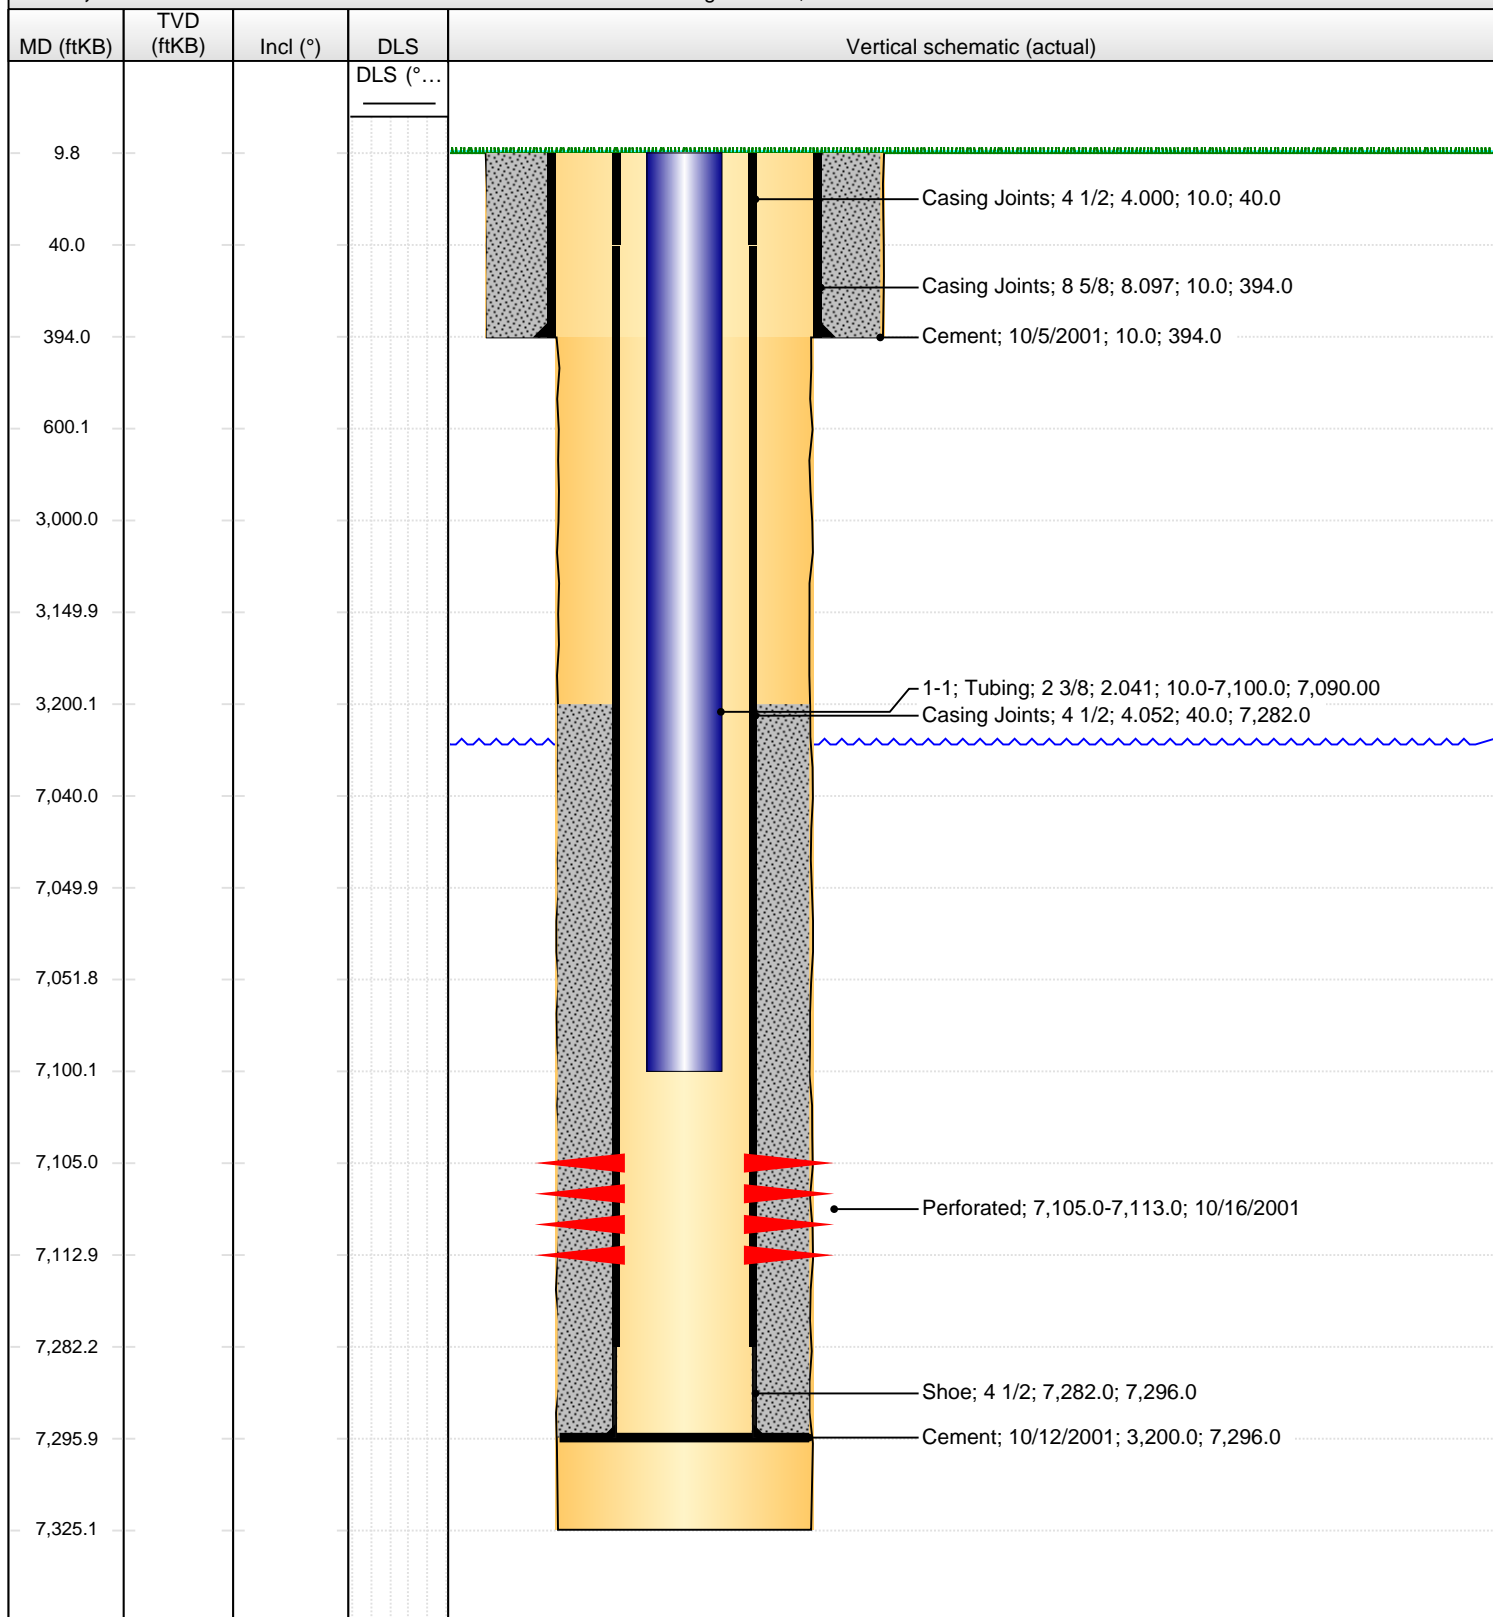 MD (ftKB)
TVD
(ftKB)
Incl (°)
DLS
Vertical schematic (actual)
DLS (°...
9.8
Casing Joints; 4 1/2; 4.000; 10.0; 40.0
40.0
Casing Joints; 8 5/8; 8.097; 10.0; 394.0
394.0
Cement; 10/5/2001; 10.0; 394.0
600.1
3,000.0
3,149.9
1-1; Tubing; 2 3/8; 2.041; 10.0-7,100.0; 7,090.00
3,200.1
Casing Joints; 4 1/2; 4.052; 40.0; 7,282.0
7,040.0
7,049.9
7,051.8
7,100.1
7,105.0
Perforated; 7,105.0-7,113.0; 10/16/2001
7,112.9
7,282.2
Shoe; 4 1/2; 7,282.0; 7,296.0
7,295.9
Cement; 10/12/2001; 3,200.0; 7,296.0
7,325.1